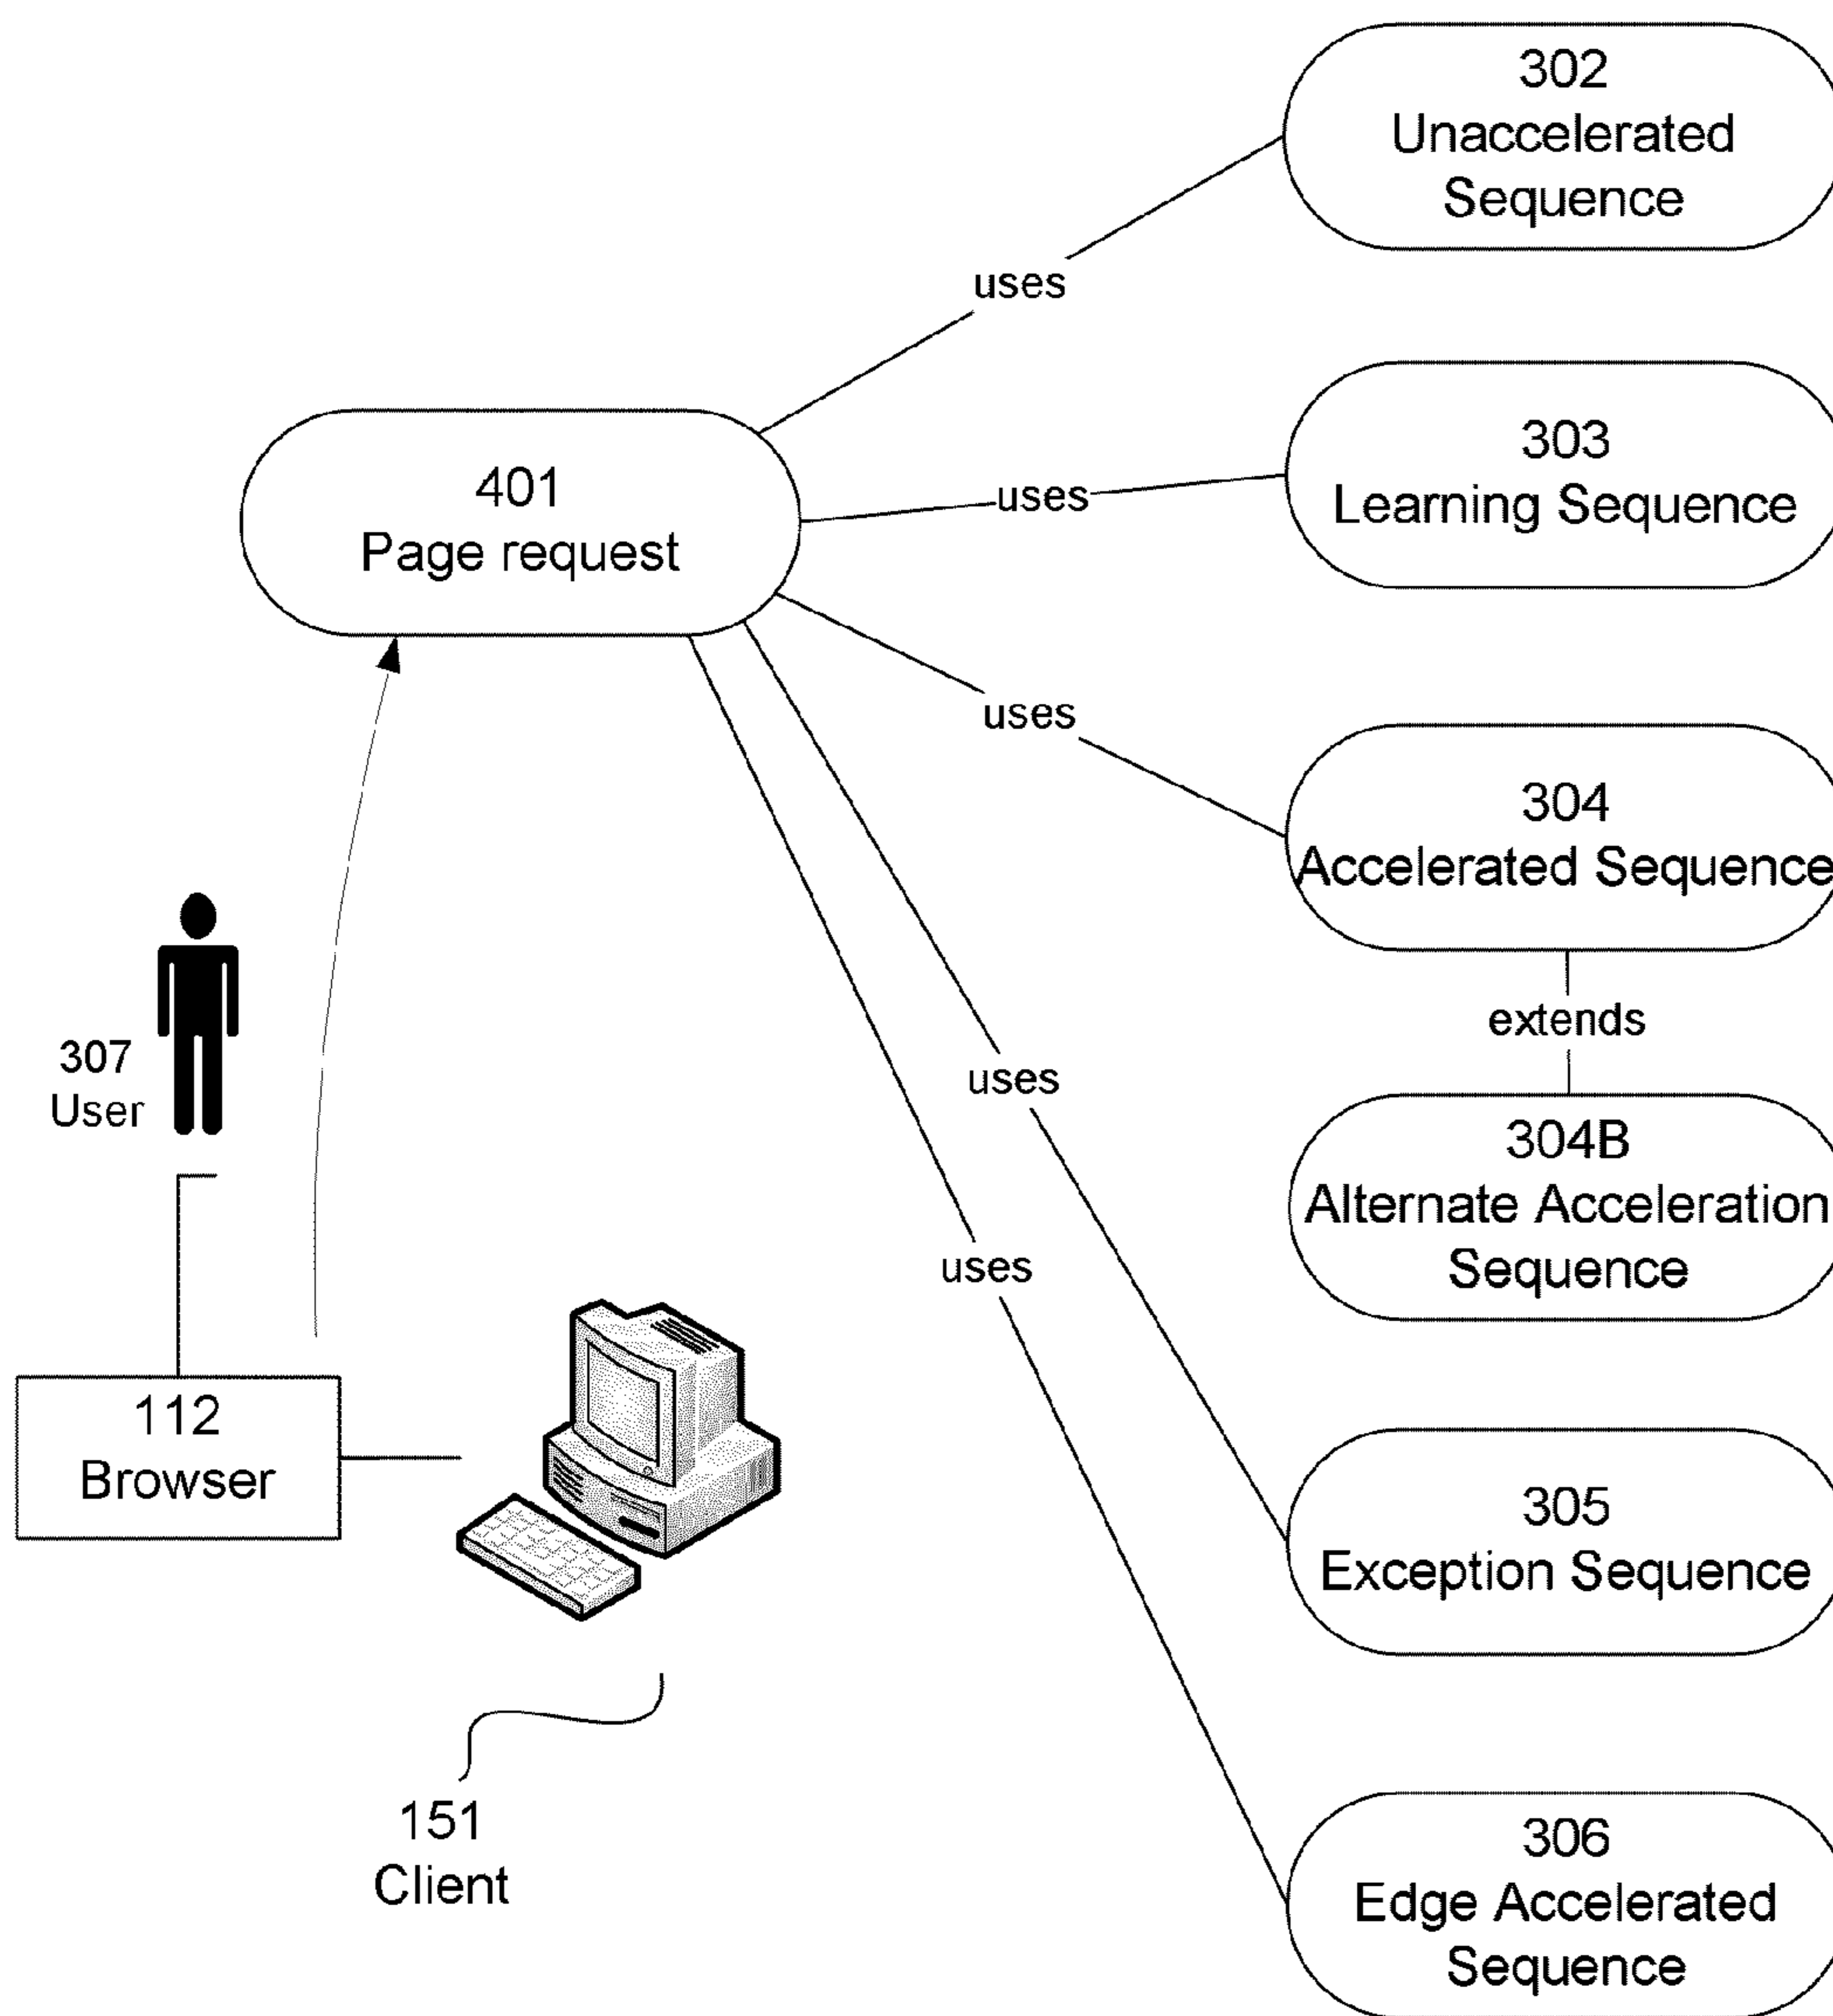 302
Unaccelerated
Sequence
uses
303
Learning Sequence
401
Page request
uses
uses
304
Accelerated Sequence
extends
307
User
uses
304B
Alternate Acceleration
Sequence
uses
112
Browser
305
Exception Sequence
151
Client
306
Edge Accelerated
Sequence